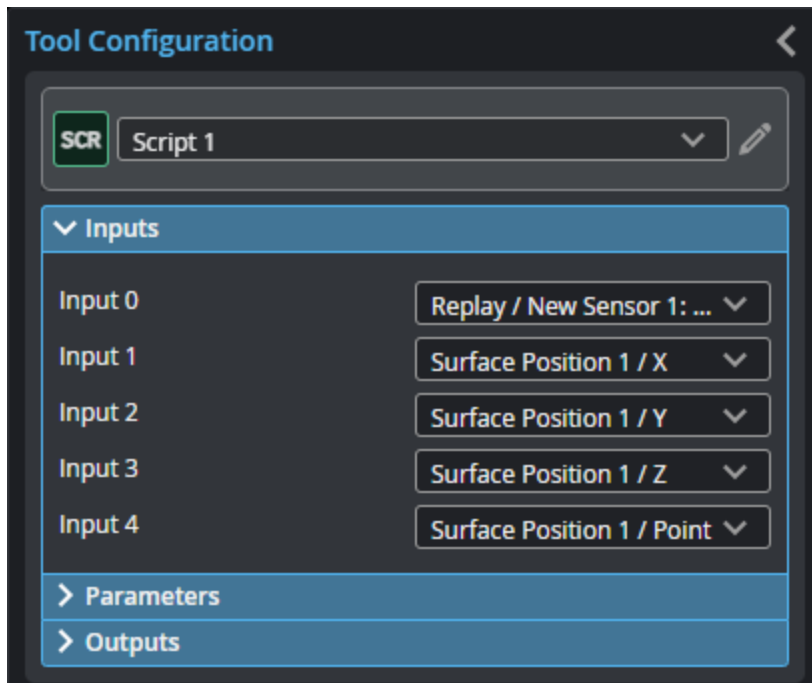 Tool Configuration
SCR Script 1
Inputs
Input 0 Replay / New Sensor 1: ...
Input 1 Surface Position 1 / X
Input 2 Surface Position 1 / Y
Input 3 Surface Position 1 / Z
Input 4 Surface Position 1 / Point
Parameters
Outputs